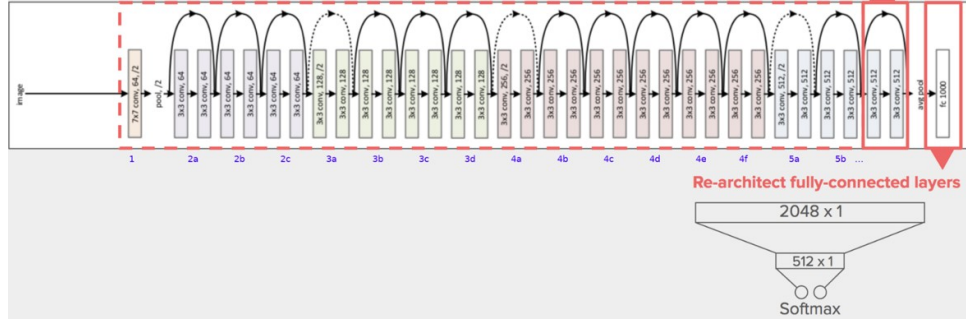 image
7x7 conv, 64, /2
pool, /2
3x3 conv, 64
3x3 conv, 64
3x3 conv, 64
3x3 conv, 64
3x3 conv, 64
3x3 conv, 64
3x3 conv, 128, /2
3x3 conv, 128
3x3 conv, 128
3x3 conv, 128
3x3 conv, 128
3x3 conv, 128
3x3 conv, 128
3x3 conv, 128
3x3 conv, 256, /2
3x3 conv, 256
3x3 conv, 256
3x3 conv, 256
3x3 conv, 256
3x3 conv, 256
3x3 conv, 256
3x3 conv, 256
3x3 conv, 256
3x3 conv, 256
3x3 conv, 256
3x3 conv, 256
3x3 conv, 512, /2
3x3 conv, 512
3x3 conv, 512
3x3 conv, 512
3x3 conv, 512
3x3 conv, 512
avg pool
fc 1000
1 2a 2b 2c 3a 3b 3c 3d 4a 4b 4c 4d 4e 4f 5a 5b ...
Re-architect fully-connected layers
2048 x 1
512 x 1
Softmax